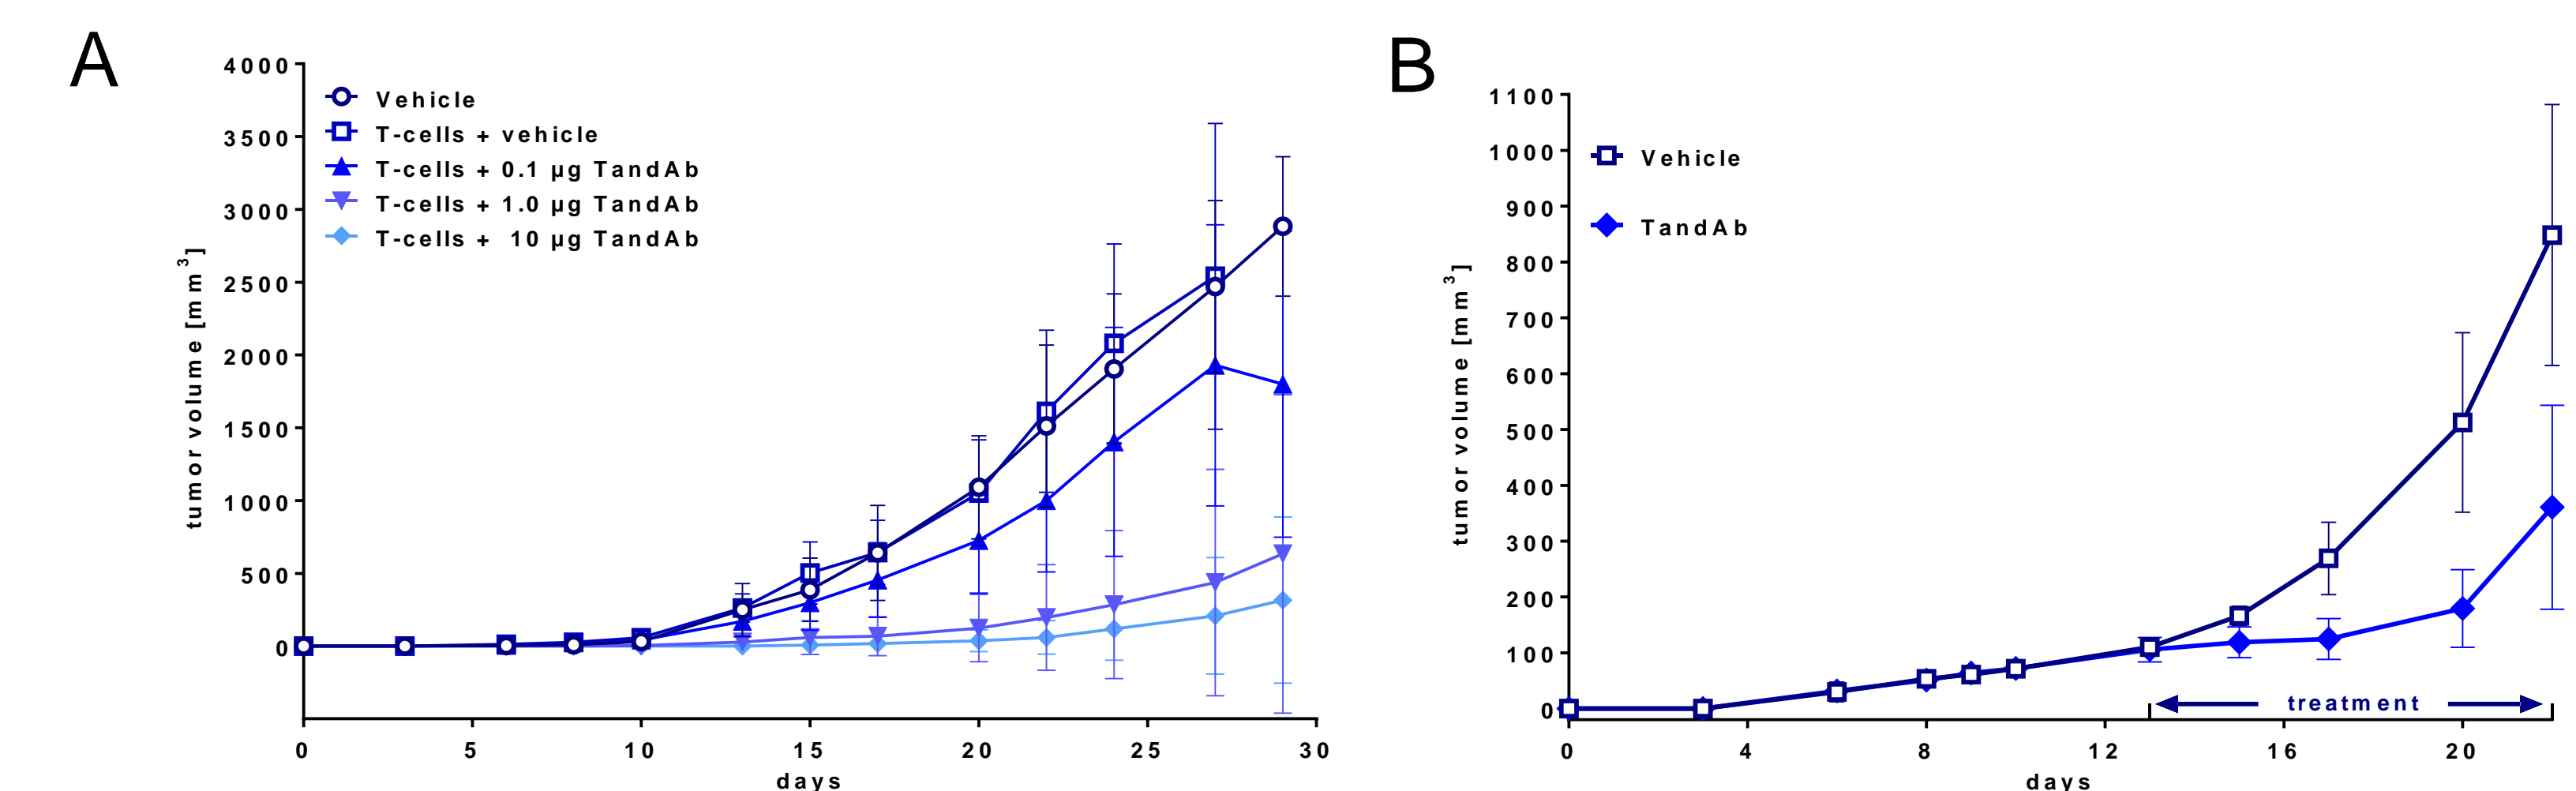 A
4000
3500
3000
2500
2000
1500
1000
500
0
tumor volume [mm³]
Vehicle
T-cells + vehicle
T-cells + 0.1 µg TandAb
T-cells + 1.0 µg TandAb
T-cells + 10 µg TandAb
0 5 10 15 20 25 30
days
B
1100
1000
900
800
700
600
500
400
300
200
100
0
tumor volume [mm³]
Vehicle
TandAb
treatment
0 4 8 12 16 20
days